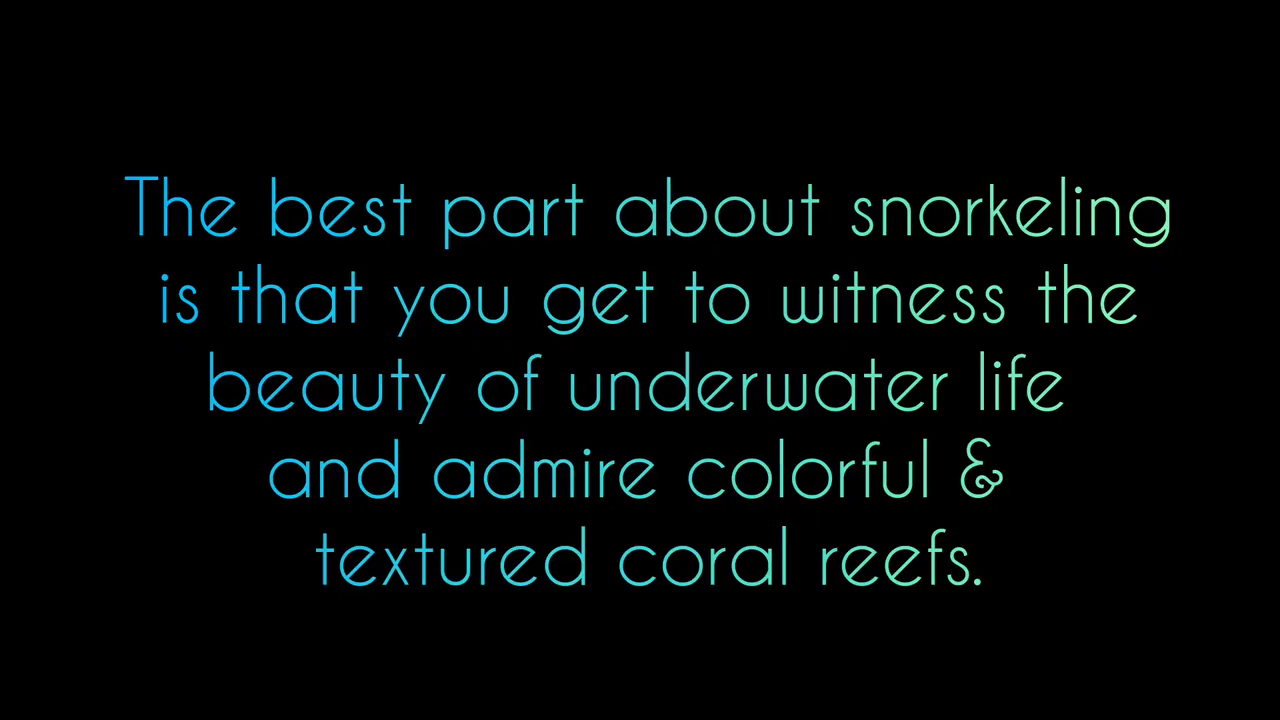 The best part about snorkeling
is that you get to witness the
beauty of underwater life
and admire colorful &
textured coral reefs.